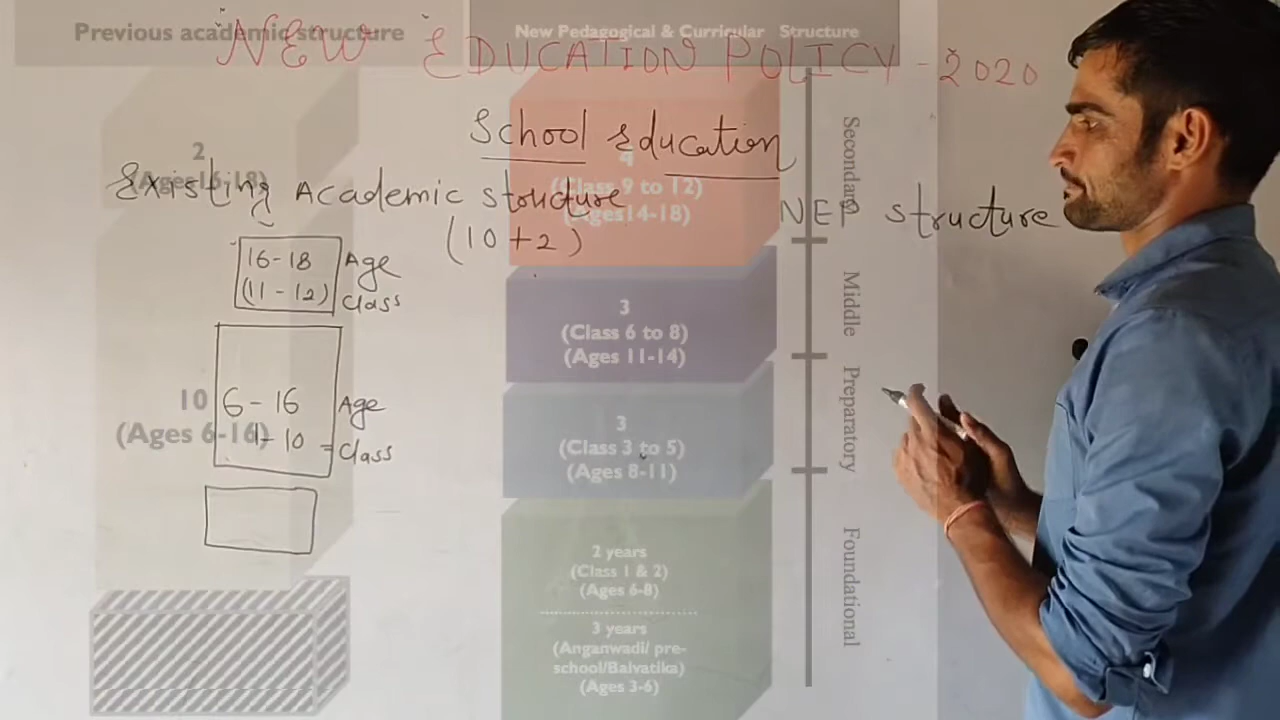 Previous academic structure
New Pedagogical & Curricular Structure
NEW EDUCATION POLICY - 2020
School Education
Existing Academic structure
(10+2)
NEP structure
2
(Ages 16-18)
16-18 Age
(11-12) Class
10
(Ages 6-16)
6-16 Age
1-10 - Class
4
(Class 9 to 12)
(Ages 14-18)
Secondary
3
(Class 6 to 8)
(Ages 11-14)
Middle
3
(Class 3 to 5)
(Ages 8-11)
Preparatory
2 years
(Class 1 & 2)
(Ages 6-8)
3 years
(Anganwadi/ pre-
school/Balvatika)
(Ages 3-6)
Foundational